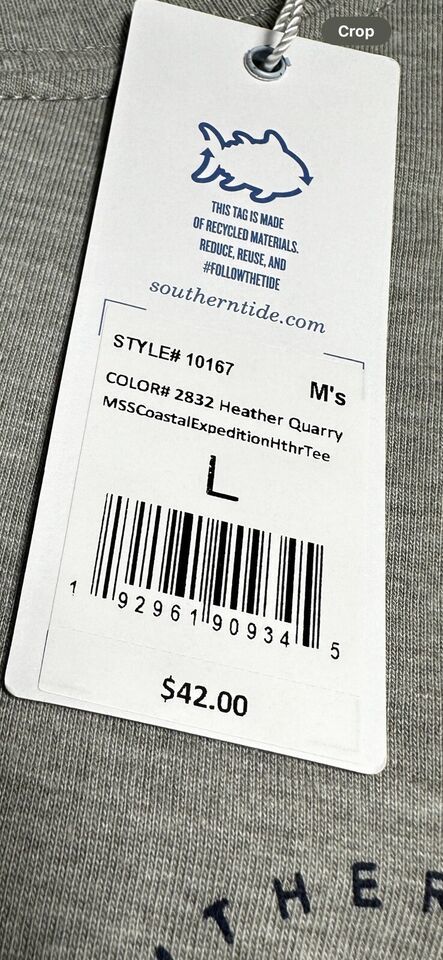 Crop
THIS TAG IS MADE
OF RECYCLED MATERIALS.
REDUCE, REUSE, AND
#FOLLOWTHETIDE
southerntide.com
STYLE# 10167 M's
COLOR# 2832 Heather Quarry
MSSCoastalExpeditionHthrTee
L
1 92961 90934 5
$42.00
THER